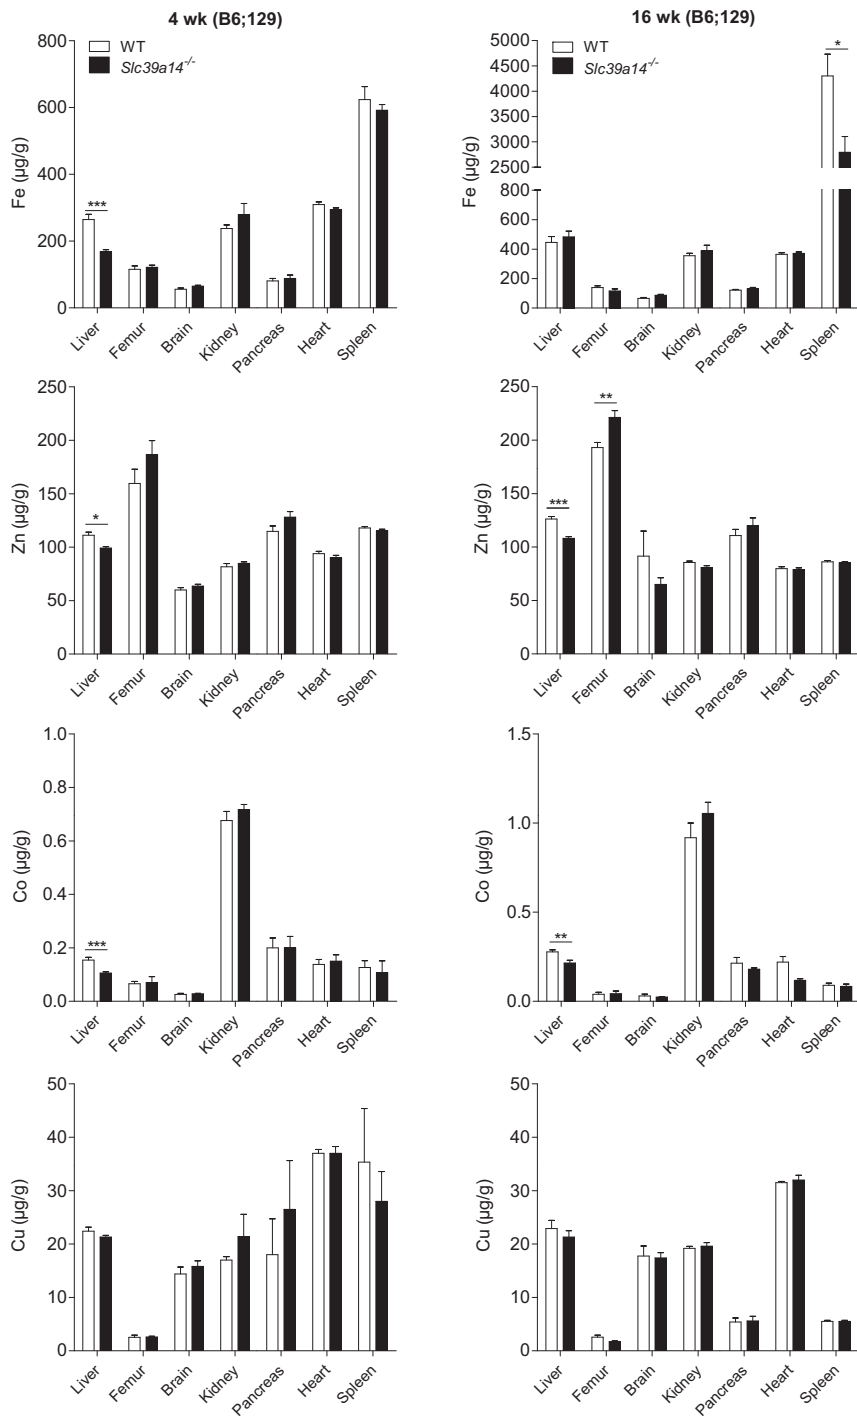 4 wk (B6;129)
16 wk (B6;129)
WT
Slc39a14-/-
Fe (µg/g)
800
600
400
200
0
***
Liver
Femur
Brain
Kidney
Pancreas
Heart
Spleen
WT
Slc39a14-/-
Fe (µg/g)
5000
4500
4000
3500
3000
2500
800
600
400
200
0
*
Liver
Femur
Brain
Kidney
Pancreas
Heart
Spleen
Zn (µg/g)
250
200
150
100
50
0
*
Liver
Femur
Brain
Kidney
Pancreas
Heart
Spleen
Zn (µg/g)
250
200
150
100
50
0
***
**
Liver
Femur
Brain
Kidney
Pancreas
Heart
Spleen
Co (µg/g)
1.0
0.8
0.6
0.4
0.2
0.0
***
Liver
Femur
Brain
Kidney
Pancreas
Heart
Spleen
Co (µg/g)
1.5
1.0
0.5
0.0
**
Liver
Femur
Brain
Kidney
Pancreas
Heart
Spleen
Cu (µg/g)
50
40
30
20
10
0
Liver
Femur
Brain
Kidney
Pancreas
Heart
Spleen
Cu (µg/g)
50
40
30
20
10
0
Liver
Femur
Brain
Kidney
Pancreas
Heart
Spleen